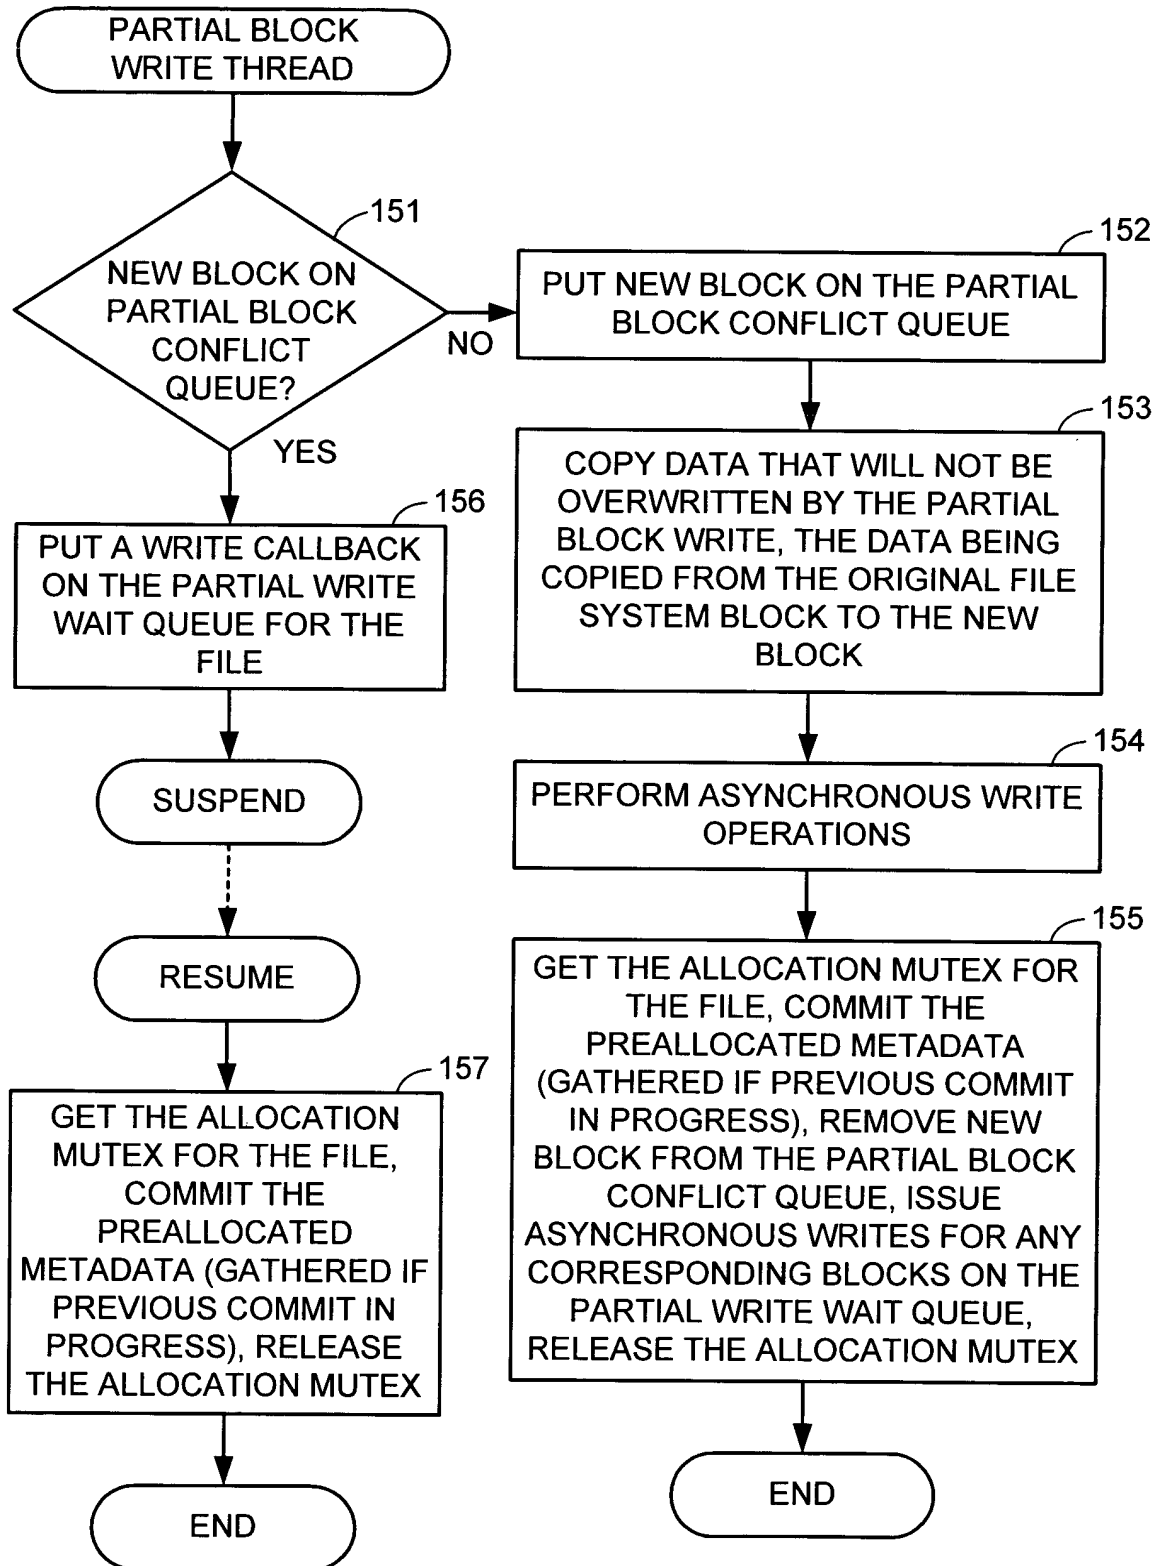 PARTIAL BLOCK
WRITE THREAD
151
NEW BLOCK ON
PARTIAL BLOCK
CONFLICT
QUEUE?
NO
YES
152
PUT NEW BLOCK ON THE PARTIAL
BLOCK CONFLICT QUEUE
153
COPY DATA THAT WILL NOT BE
OVERWRITTEN BY THE PARTIAL
BLOCK WRITE, THE DATA BEING
COPIED FROM THE ORIGINAL FILE
SYSTEM BLOCK TO THE NEW
BLOCK
154
PERFORM ASYNCHRONOUS WRITE
OPERATIONS
155
GET THE ALLOCATION MUTEX FOR
THE FILE, COMMIT THE
PREALLOCATED METADATA
(GATHERED IF PREVIOUS COMMIT
IN PROGRESS), REMOVE NEW
BLOCK FROM THE PARTIAL BLOCK
CONFLICT QUEUE, ISSUE
ASYNCHRONOUS WRITES FOR ANY
CORRESPONDING BLOCKS ON THE
PARTIAL WRITE WAIT QUEUE,
RELEASE THE ALLOCATION MUTEX
END
156
PUT A WRITE CALLBACK
ON THE PARTIAL WRITE
WAIT QUEUE FOR THE
FILE
SUSPEND
RESUME
157
GET THE ALLOCATION
MUTEX FOR THE FILE,
COMMIT THE
PREALLOCATED
METADATA (GATHERED IF
PREVIOUS COMMIT IN
PROGRESS), RELEASE
THE ALLOCATION MUTEX
END